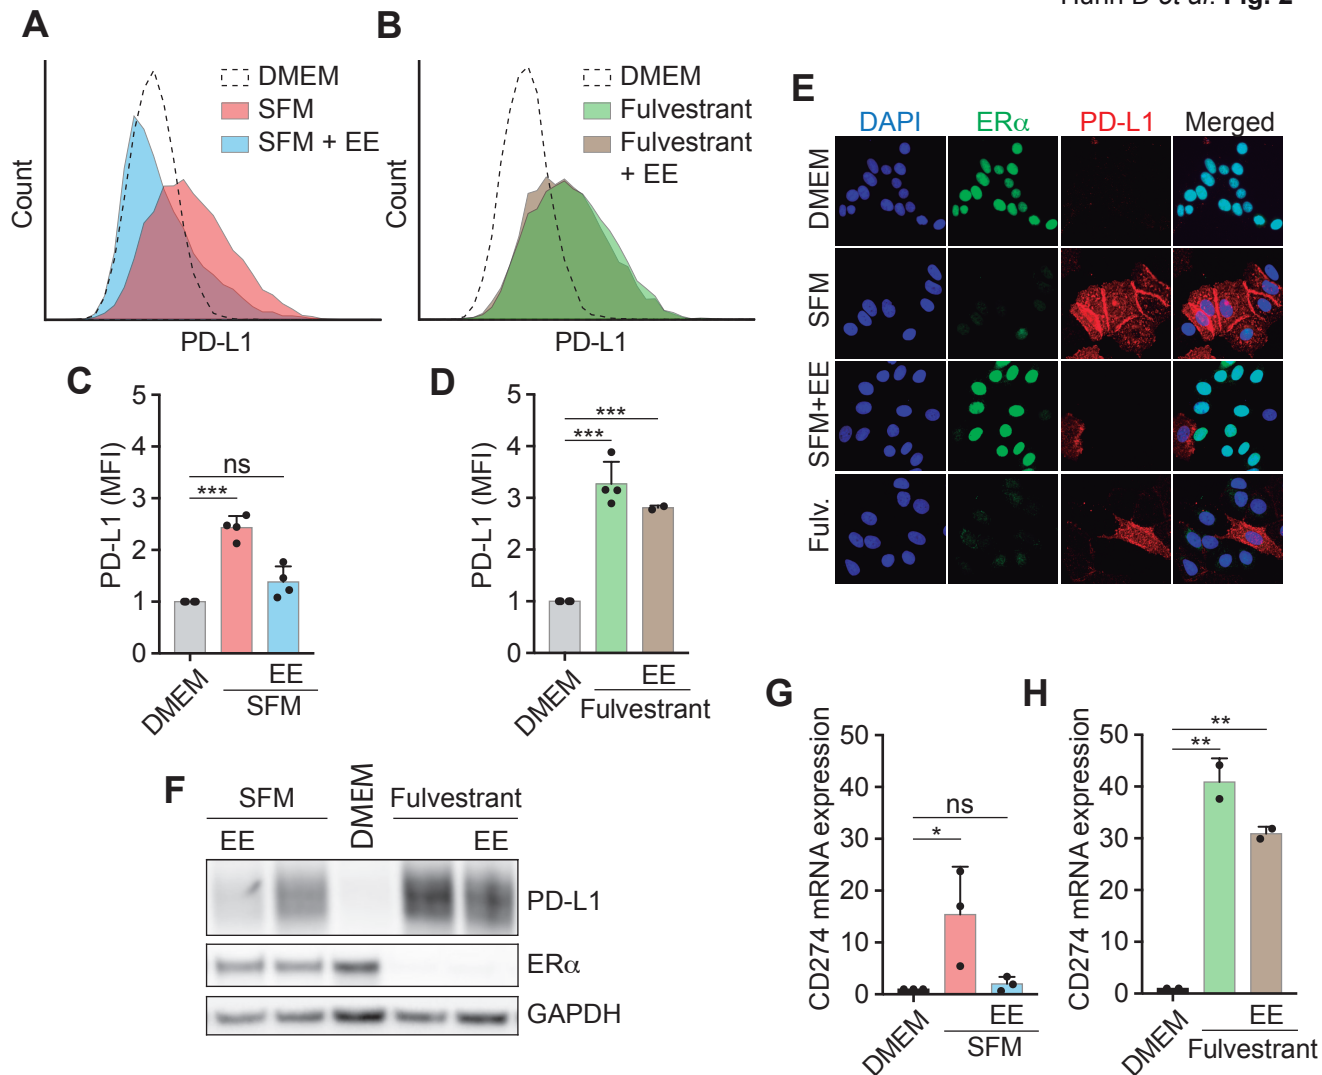 Huhn D et al. Fig. 2
A
DMEM
SFM
SFM + EE
Count
PD-L1
B
DMEM
Fulvestrant
Fulvestrant
+ EE
Count
PD-L1
C
PD-L1 (MFI)
5
4
3
2
1
0
ns
***
DMEM
EE
SFM
D
PD-L1 (MFI)
5
4
3
2
1
0
***
***
DMEM
EE
Fulvestrant
E
DAPI ERα PD-L1 Merged
DMEM
SFM
SFM+EE
Fulv.
F
SFM DMEM Fulvestrant
EE EE
PD-L1
ERα
GAPDH
G
CD274 mRNA expression
50
40
30
20
10
0
ns
*
DMEM
EE
SFM
H
CD274 mRNA expression
50
40
30
20
10
0
**
**
DMEM
EE
Fulvestrant